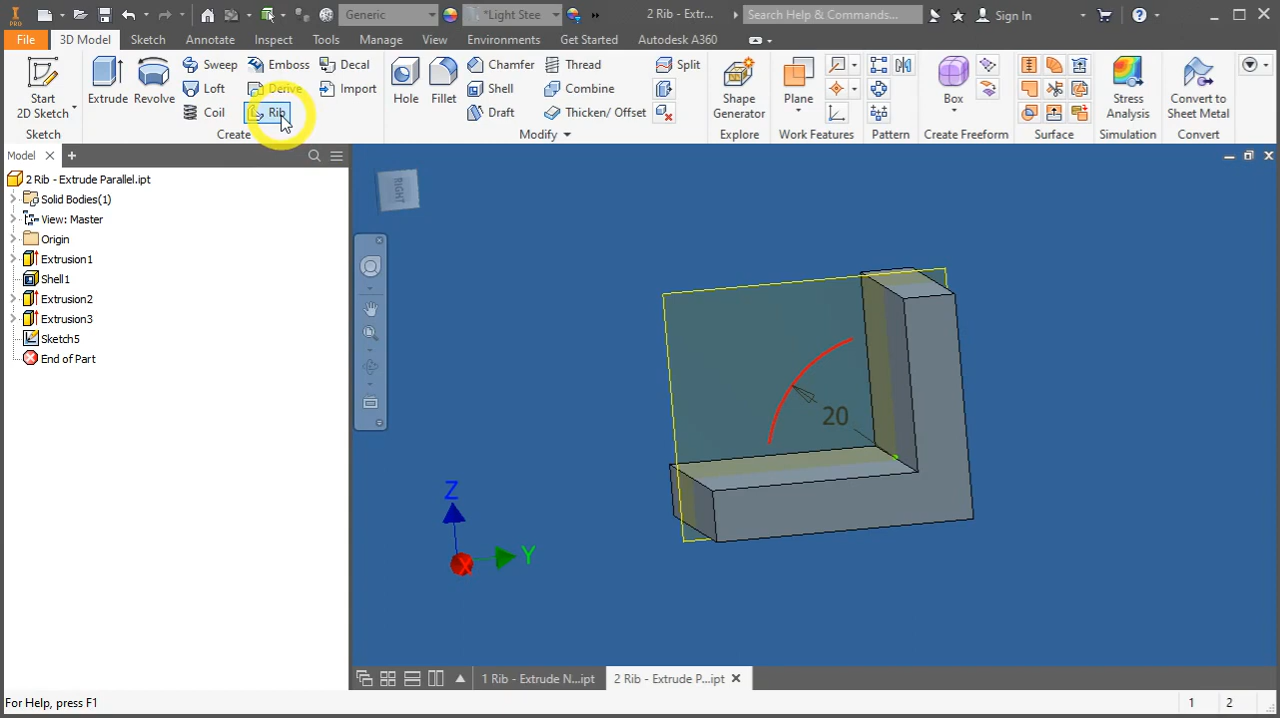 PRO Generic *Light Stee 2 Rib - Extr... Search Help & Commands... Sign In
File 3D Model Sketch Annotate Inspect Tools Manage View Environments Get Started Autodesk A360
Start
2D Sketch
Sketch
Extrude Revolve
Sweep Emboss Decal
Loft Derive Import
Coil Rib
Create
Hole Fillet
Chamfer Thread Split
Shell Combine
Draft Thicken/ Offset
Modify
Shape
Generator
Explore
Plane
Work Features
Pattern
Box
Create Freeform
Surface
Stress
Analysis
Simulation
Convert to
Sheet Metal
Convert
Model
2 Rib - Extrude Parallel.ipt
Solid Bodies(1)
View: Master
Origin
Extrusion1
Shell1
Extrusion2
Extrusion3
Sketch5
End of Part
RIGHT
20
Z
Y
X
1 Rib - Extrude N...ipt 2 Rib - Extrude P...ipt
For Help, press F1 1 2